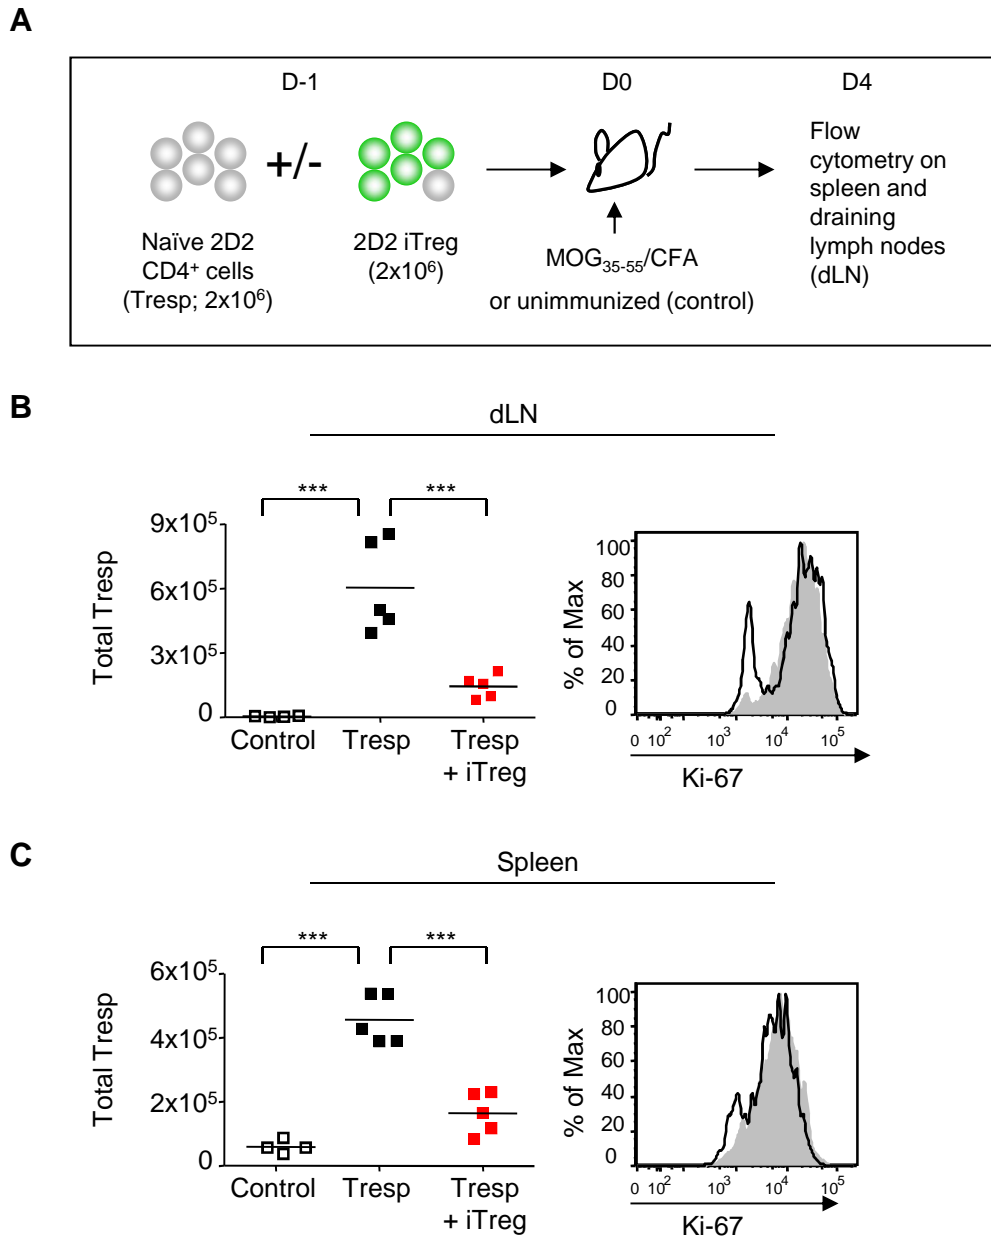 A
D-1
D0
D4
+/-
Naïve 2D2
CD4⁺ cells
(Tresp; 2x10⁶)
2D2 iTreg
(2x10⁶)
MOG₃₅₋₅₅/CFA
or unimmunized (control)
Flow
cytometry on
spleen and
draining
lymph nodes
(dLN)
B
dLN
***
***
Total Tresp
9x10⁵
6x10⁵
3x10⁵
0
Control
Tresp
Tresp
+ iTreg
% of Max
100
80
60
40
20
0
0 10² 10³ 10⁴ 10⁵
Ki-67
C
Spleen
***
***
Total Tresp
6x10⁵
4x10⁵
2x10⁵
0
Control
Tresp
Tresp
+ iTreg
% of Max
100
80
60
40
20
0
0 10² 10³ 10⁴ 10⁵
Ki-67